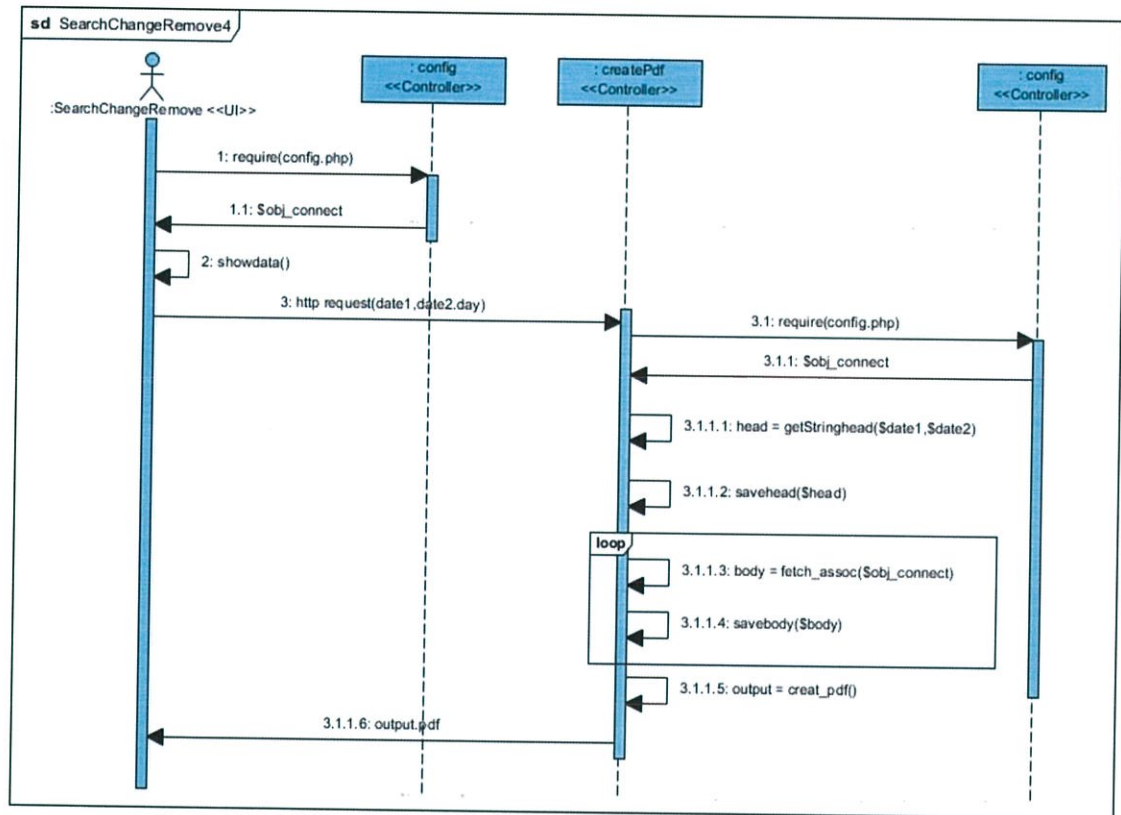 sd SearchChangeRemove4
: config
<<Controller>>
: createPdf
<<Controller>>
: config
<<Controller>>
:SearchChangeRemove <<UI>>
1: require(config.php)
1.1: $obj_connect
2: showdata()
3: http request(date1,date2.day)
3.1: require(config.php)
3.1.1: $obj_connect
3.1.1.1: head = getStringhead($date1,$date2)
3.1.1.2: savehead($head)
loop
3.1.1.3: body = fetch_assoc($obj_connect)
3.1.1.4: savebody($body)
3.1.1.5: output = creat_pdf()
3.1.1.6: output.pdf